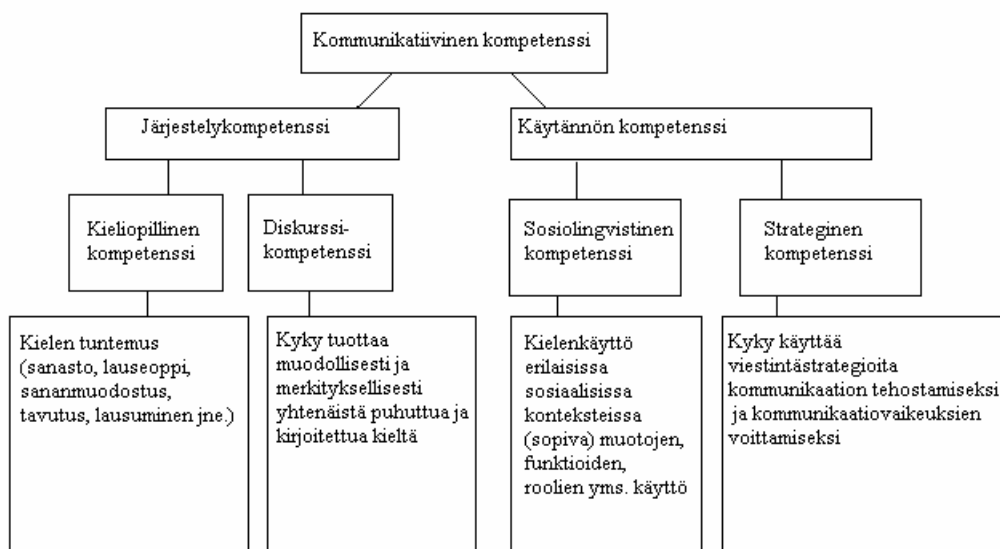 Kommunikatiivinen kompetenssi
Järjestelykompetenssi
Käytännön kompetenssi
Kieliopillinen
kompetenssi
Diskurssi-
kompetenssi
Sosiolingvistinen
kompetenssi
Strateginen
kompetenssi
Kielen tuntemus
(sanasto, lauseoppi,
sananmuodostus,
tavutus, lausuminen jne.)
Kyky tuottaa
muodollisesti ja
merkityksellisesti
yhtenäistä puhuttua ja
kirjoitettua kieltä
Kielenkäyttö
erilaisissa
sosiaalisissa
konteksteissa
(sopiva) muotojen,
funktioiden,
roolien yms. käyttö
Kyky käyttää
viestintästrategioita
kommunikaation tehostamiseksi
ja kommunikaatiovaikeuksien
voittamiseksi